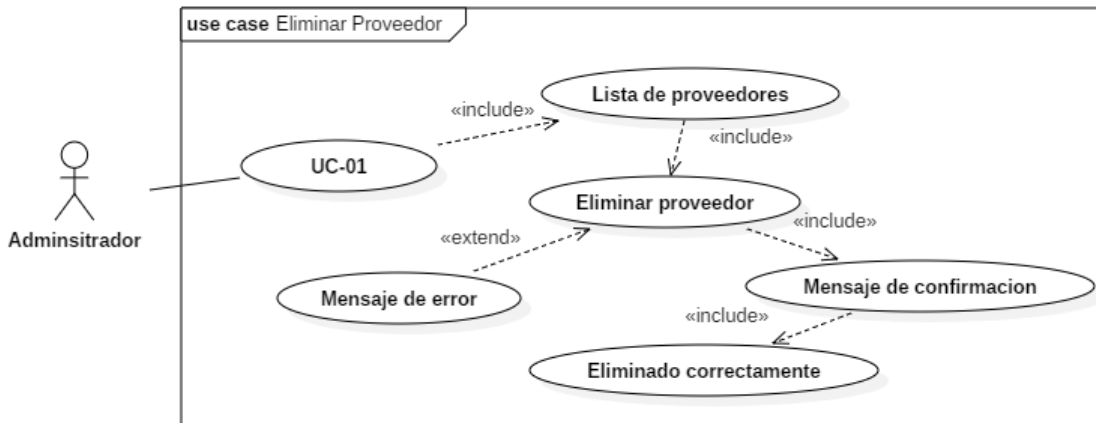 use case Eliminar Proveedor
Lista de proveedores
«include»
«include»
UC-01
Eliminar proveedor
Adminsitrador
«extend»
«include»
Mensaje de error
Mensaje de confirmacion
«include»
Eliminado correctamente